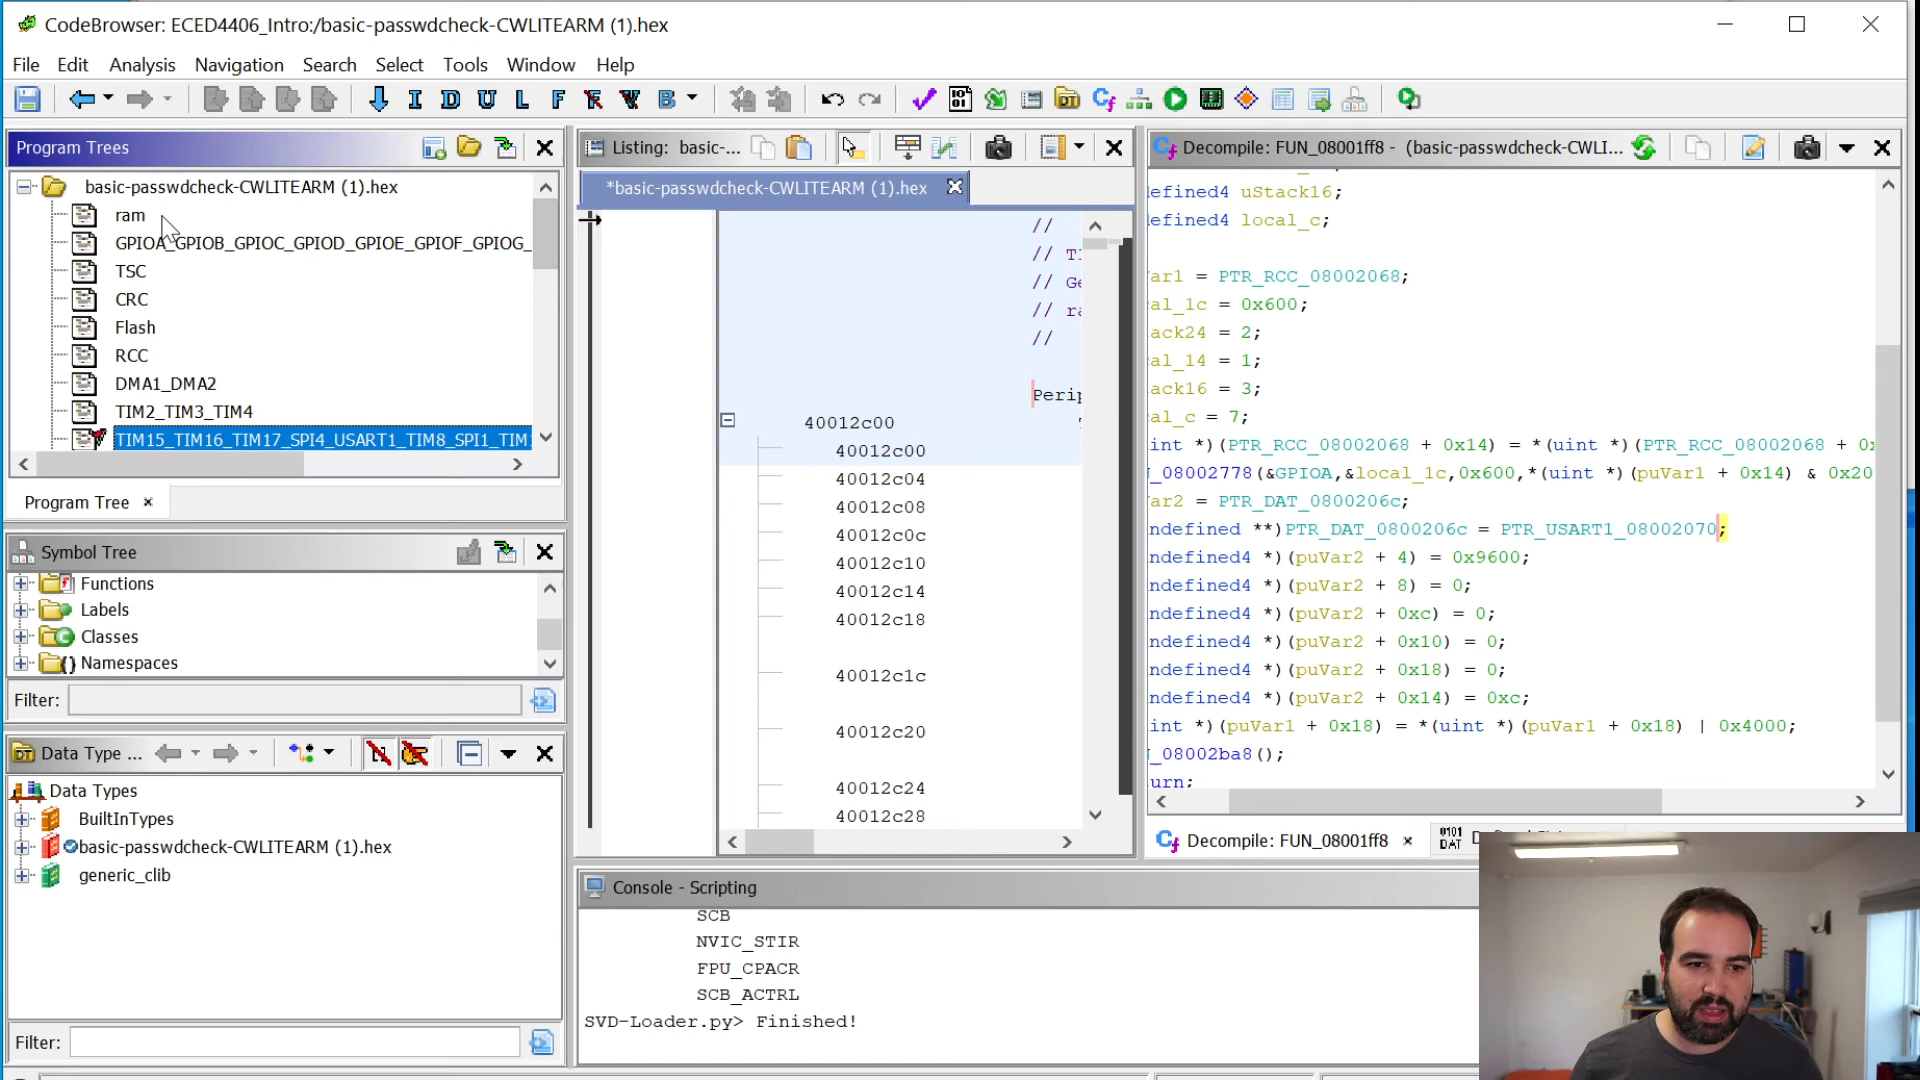 CodeBrowser: ECED4406_Intro:/basic-passwdcheck-CWLITEARM (1).hex
File Edit Analysis Navigation Search Select Tools Window Help
I D U L F B
Program Trees
basic-passwdcheck-CWLITEARM (1).hex
ram
GPIOA_GPIOB_GPIOC_GPIOD_GPIOE_GPIOF_GPIOG_
TSC
CRC
Flash
RCC
DMA1_DMA2
TIM2_TIM3_TIM4
TIM15_TIM16_TIM17_SPI4_USART1_TIM8_SPI1_TIM
Program Tree
Symbol Tree
Functions
Labels
Classes
Namespaces
Filter:
Data Type ...
Data Types
BuiltInTypes
basic-passwdcheck-CWLITEARM (1).hex
generic_clib
Filter:
Listing: basic-...
*basic-passwdcheck-CWLITEARM (1).hex
//
// TI
// Ge
// ra
//
Perip
40012c00
40012c00
40012c04
40012c08
40012c0c
40012c10
40012c14
40012c18
40012c1c
40012c20
40012c24
40012c28
Decompile: FUN_08001ff8 - (basic-passwdcheck-CWLI...
defined4 uStack16;
defined4 local_c;
ar1 = PTR_RCC_08002068;
cal_1c = 0x600;
ack24 = 2;
al_14 = 1;
ack16 = 3;
al_c = 7;
int *)(PTR_RCC_08002068 + 0x14) = *(uint *)(PTR_RCC_08002068 + 0x
N_08002778(&GPIOA,&local_1c,0x600,*(uint *)(puVar1 + 0x14) & 0x20
ar2 = PTR_DAT_0800206c;
ndefined **)PTR_DAT_0800206c = PTR_USART1_08002070;
ndefined4 *)(puVar2 + 4) = 0x9600;
ndefined4 *)(puVar2 + 8) = 0;
ndefined4 *)(puVar2 + 0xc) = 0;
ndefined4 *)(puVar2 + 0x10) = 0;
ndefined4 *)(puVar2 + 0x18) = 0;
ndefined4 *)(puVar2 + 0x14) = 0xc;
int *)(puVar1 + 0x18) = *(uint *)(puVar1 + 0x18) | 0x4000;
N_08002ba8();
urn;
Decompile: FUN_08001ff8
Console - Scripting
SCB
NVIC_STIR
FPU_CPACR
SCB_ACTRL
SVD-Loader.py> Finished!